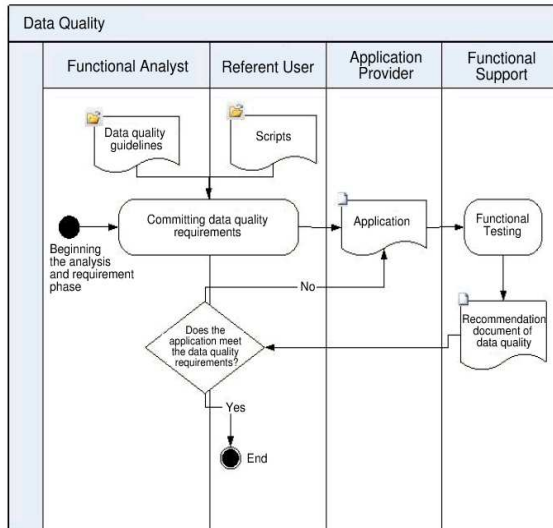 Data Quality
Functional Analyst
Referent User
Application
Provider
Functional
Support
Data quality
guidelines
Scripts
Committing data quality
requirements
Application
Functional
Testing
Beginning
the analysis
and requirement
phase
No
Recommendation
document of
data quality
Does the
application meet
the data quality
requirements?
Yes
End